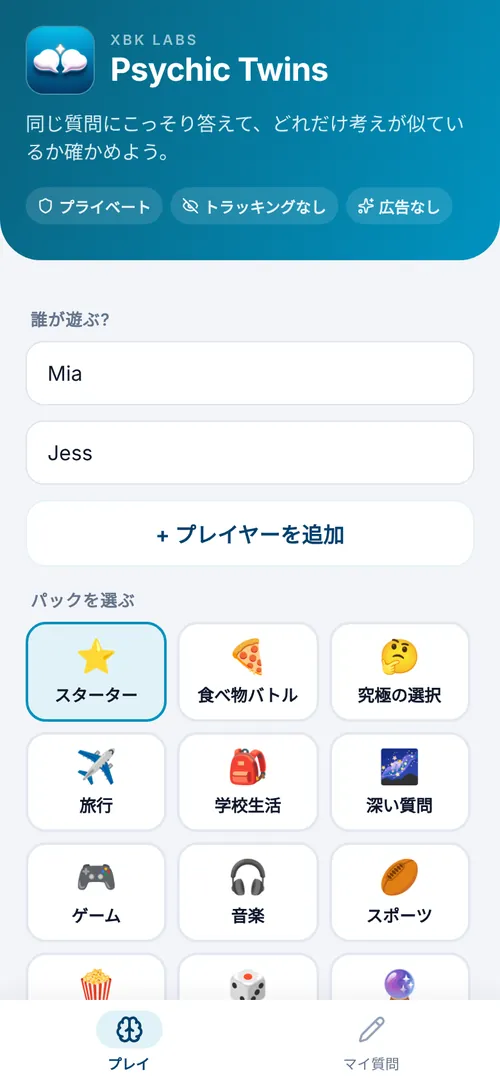 XBK LABS
Psychic Twins
同じ質問にこっそり答えて、どれだけ考えが似てい
るか確かめよう。
プライベート
トラッキングなし
広告なし
誰が遊ぶ?
Mia
Jess
+ プレイヤーを追加
パックを選ぶ
スターター
食べ物バトル
究極の選択
旅行
学校生活
深い質問
ゲーム
音楽
スポーツ
プレイ
マイ質問